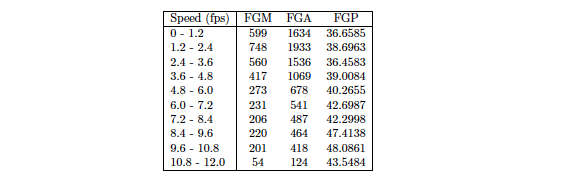 Speed (fps) FGM FGA FGP
0 - 1.2 599 1634 36.6585
1.2 - 2.4 748 1933 38.6963
2.4 - 3.6 560 1536 36.4583
3.6 - 4.8 417 1069 39.0084
4.8 - 6.0 273 678 40.2655
6.0 - 7.2 231 541 42.6987
7.2 - 8.4 206 487 42.2998
8.4 - 9.6 220 464 47.4138
9.6 - 10.8 201 418 48.0861
10.8 - 12.0 54 124 43.5484